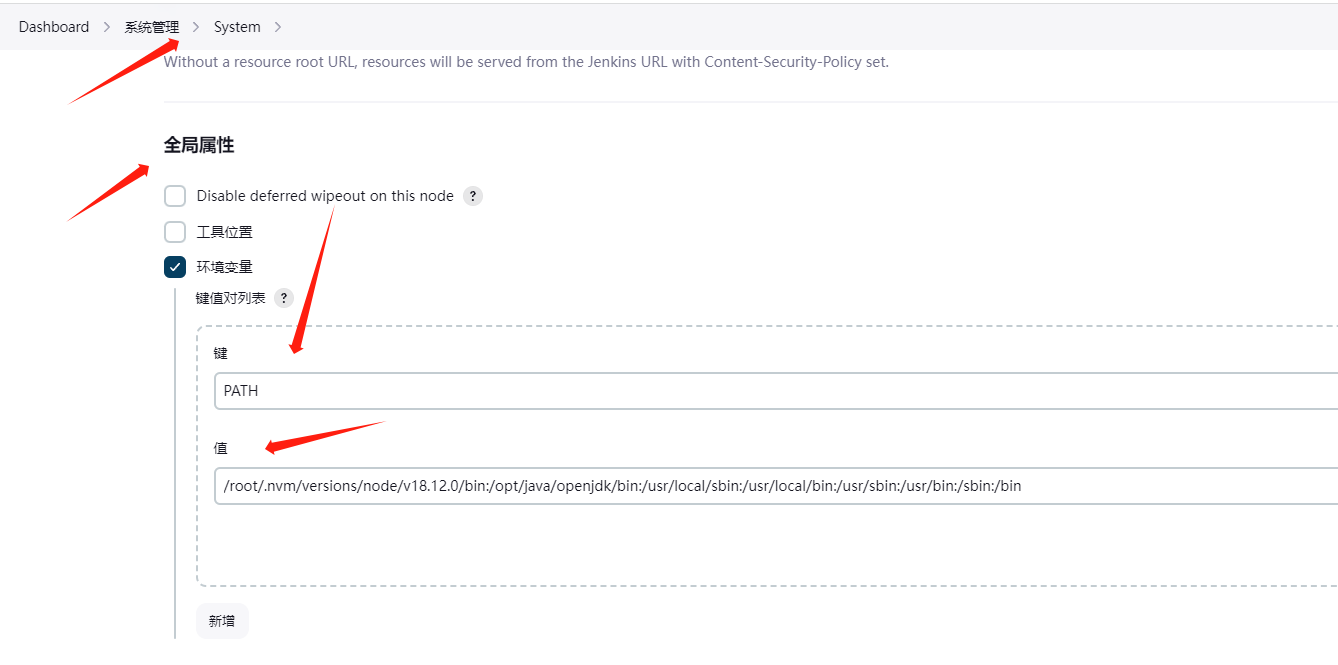 Dashboard > 系统管理 > System >
Without a resource root URL, resources will be served from the Jenkins URL with Content-Security-Policy set.
全局属性
Disable deferred wipeout on this node ?
工具位置
环境变量
键值对列表 ?
键
PATH
值
/root/.nvm/versions/node/v18.12.0/bin:/opt/java/openjdk/bin:/usr/local/sbin:/usr/local/bin:/usr/sbin:/usr/bin:/sbin:/bin
新增